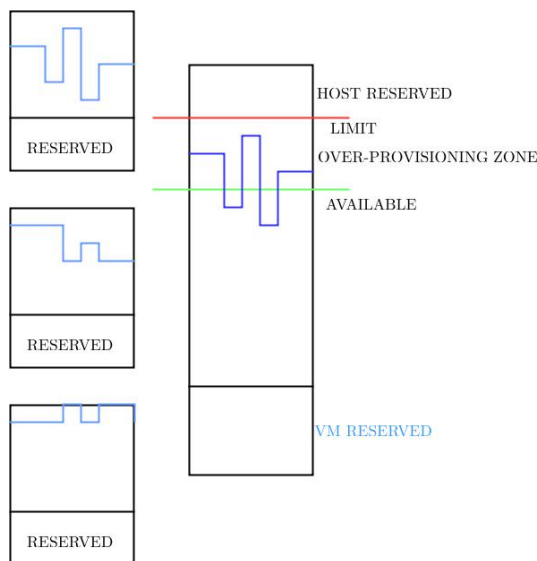 HOST RESERVED
LIMIT
RESERVED
OVER-PROVISIONING ZONE
AVAILABLE
RESERVED
VM RESERVED
RESERVED